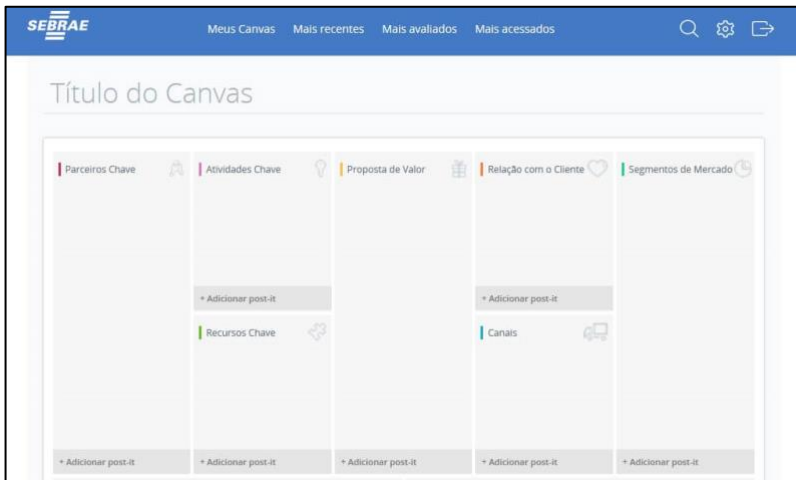 SEBRAE
Meus Canvas Mais recentes Mais avaliados Mais acessados
Título do Canvas
Parceiros Chave
Atividades Chave
Proposta de Valor
Relação com o Cliente
Segmentos de Mercado
+ Adicionar post-it
+ Adicionar post-it
Recursos Chave
Canais
+ Adicionar post-it
+ Adicionar post-it
+ Adicionar post-it
+ Adicionar post-it
+ Adicionar post-it